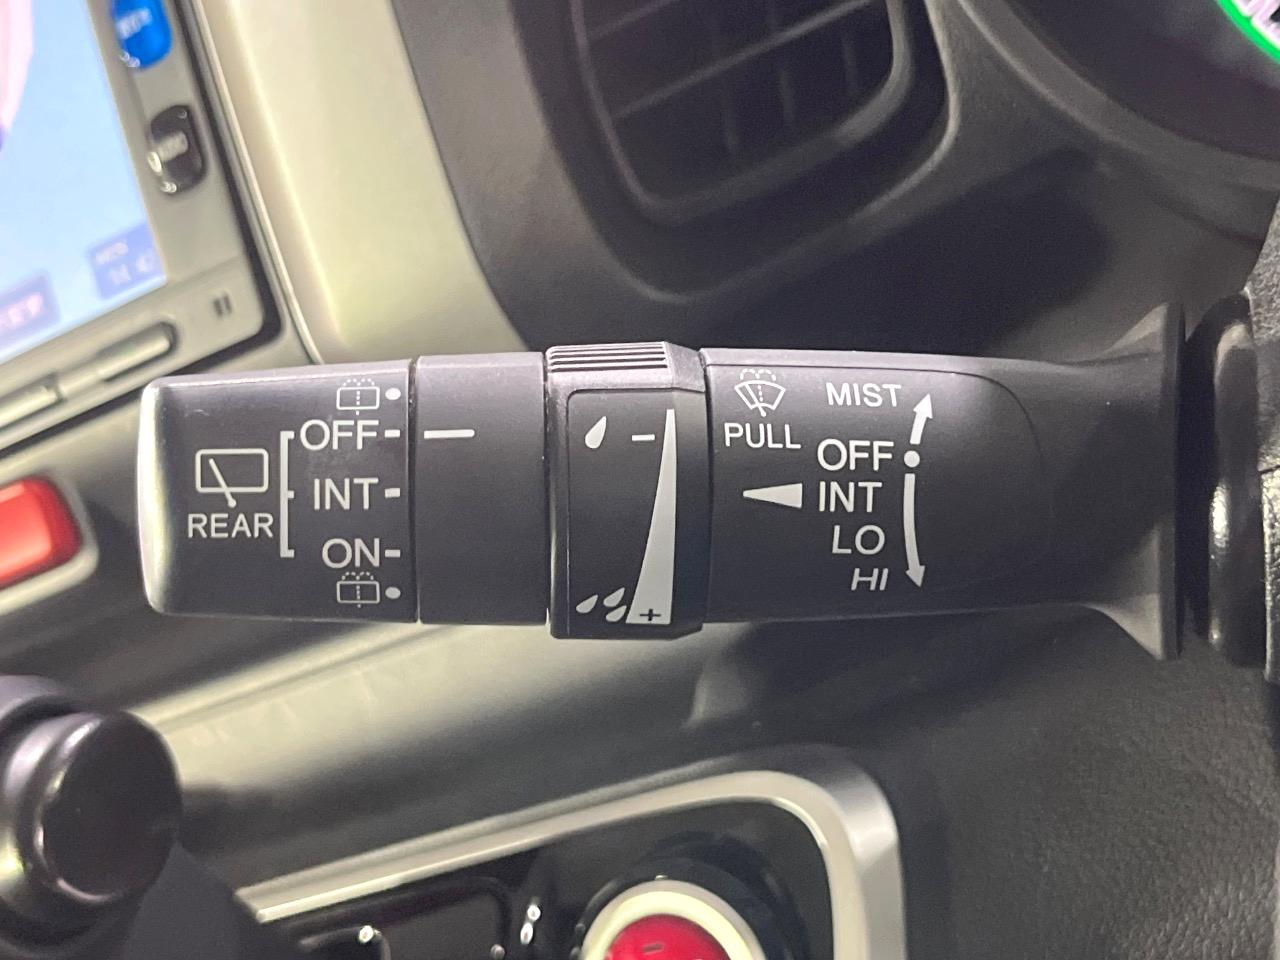 OFF-
INT-
ON-
REAR
—
+
PULL
MIST
OFF
INT
LO
HI